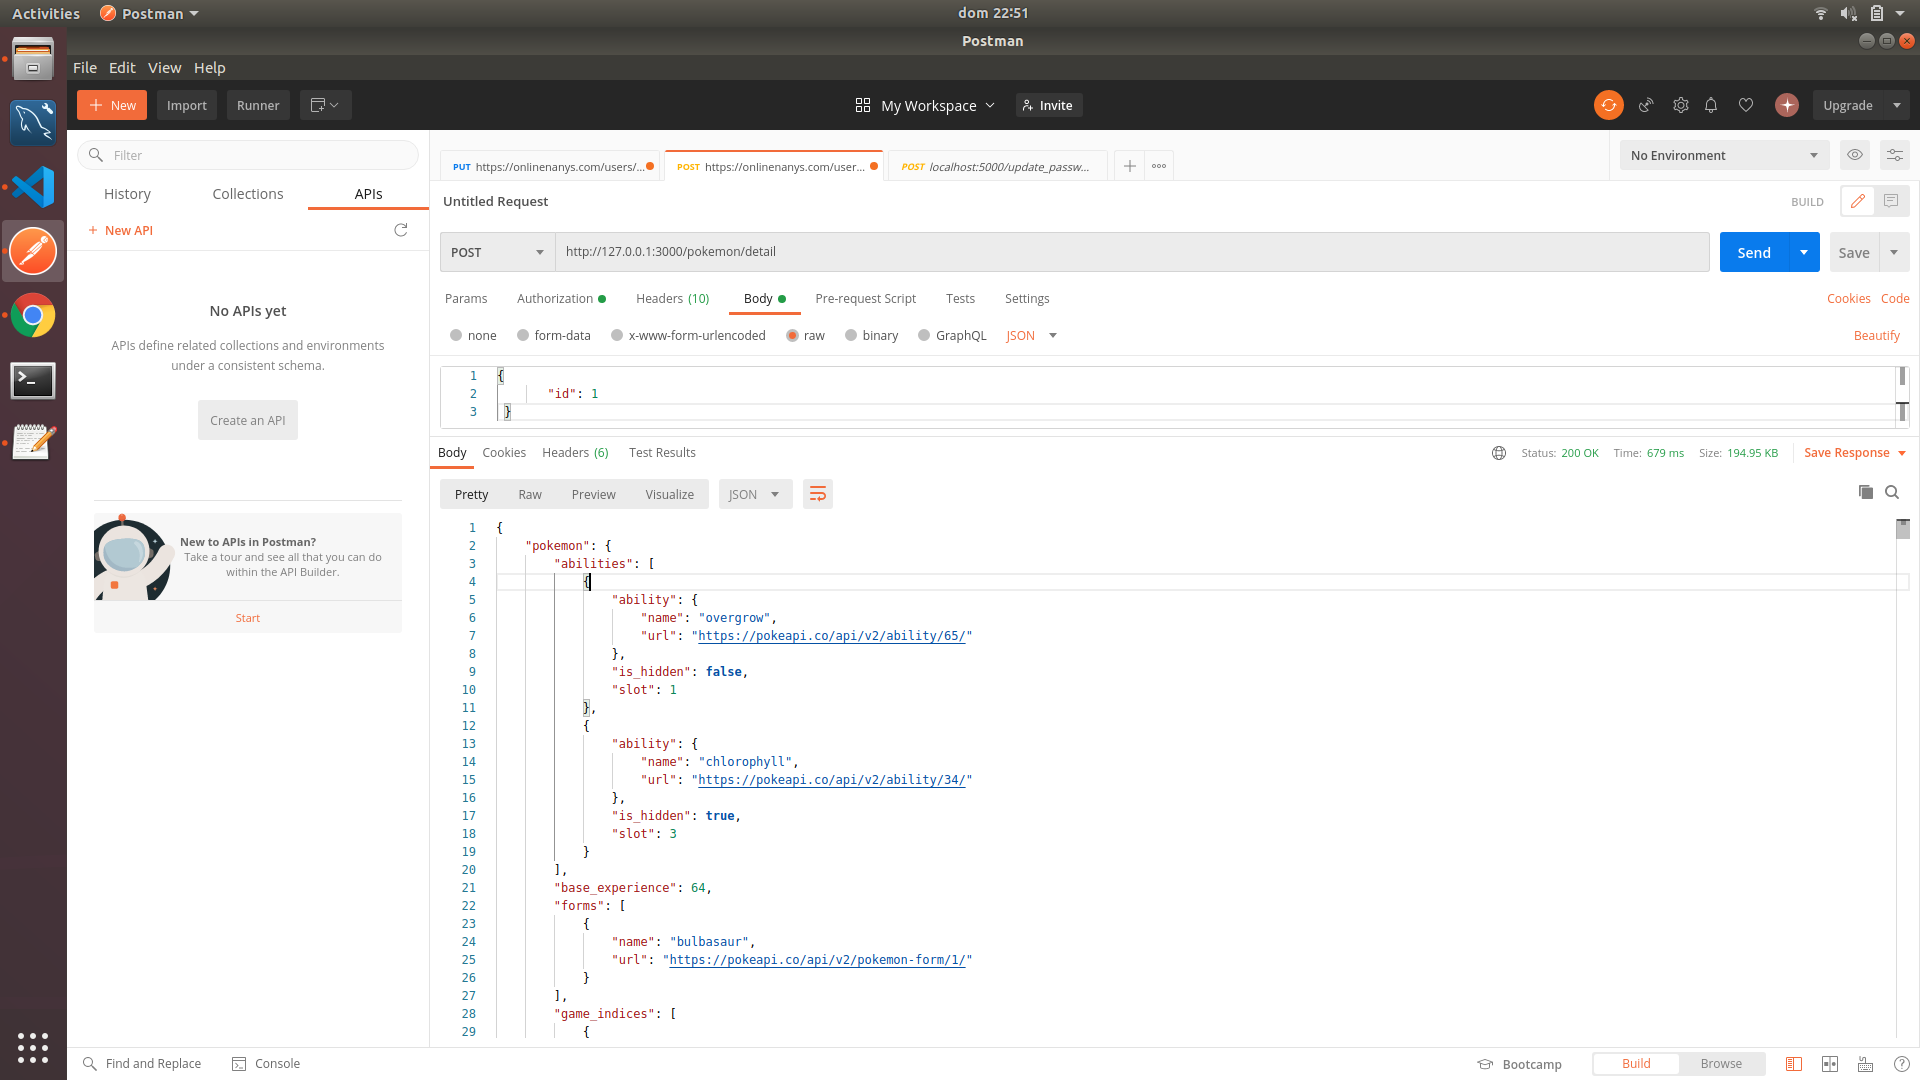 Activities Postman dom 22:51
Postman
File Edit View Help
New Import Runner My Workspace Invite Upgrade
Filter
History Collections APIs
+ New API
No APIs yet
APIs define related collections and environments
under a consistent schema.
Create an API
New to APIs in Postman?
Take a tour and see all that you can do
within the API Builder.
Start
PUT https://onlinenanys.com/users/... POST https://onlinenanys.com/user... POST localhost:5000/update_passw... No Environment
Untitled Request BUILD
POST http://127.0.0.1:3000/pokemon/detail Send Save
Params Authorization Headers (10) Body Pre-request Script Tests Settings Cookies Code
none form-data x-www-form-urlencoded raw binary GraphQL JSON Beautify
1 {
2 "id": 1
3 }
Body Cookies Headers (6) Test Results Status: 200 OK Time: 679 ms Size: 194.95 KB Save Response
Pretty Raw Preview Visualize JSON
1 {
2 "pokemon": {
3 "abilities": [
4 {
5 "ability": {
6 "name": "overgrow",
7 "url": "https://pokeapi.co/api/v2/ability/65/"
8 },
9 "is_hidden": false,
10 "slot": 1
11 },
12 {
13 "ability": {
14 "name": "chlorophyll",
15 "url": "https://pokeapi.co/api/v2/ability/34/"
16 },
17 "is_hidden": true,
18 "slot": 3
19 }
20 ],
21 "base_experience": 64,
22 "forms": [
23 {
24 "name": "bulbasaur",
25 "url": "https://pokeapi.co/api/v2/pokemon-form/1/"
26 }
27 ],
28 "game_indices": [
29 {
Find and Replace Console Bootcamp Build Browse